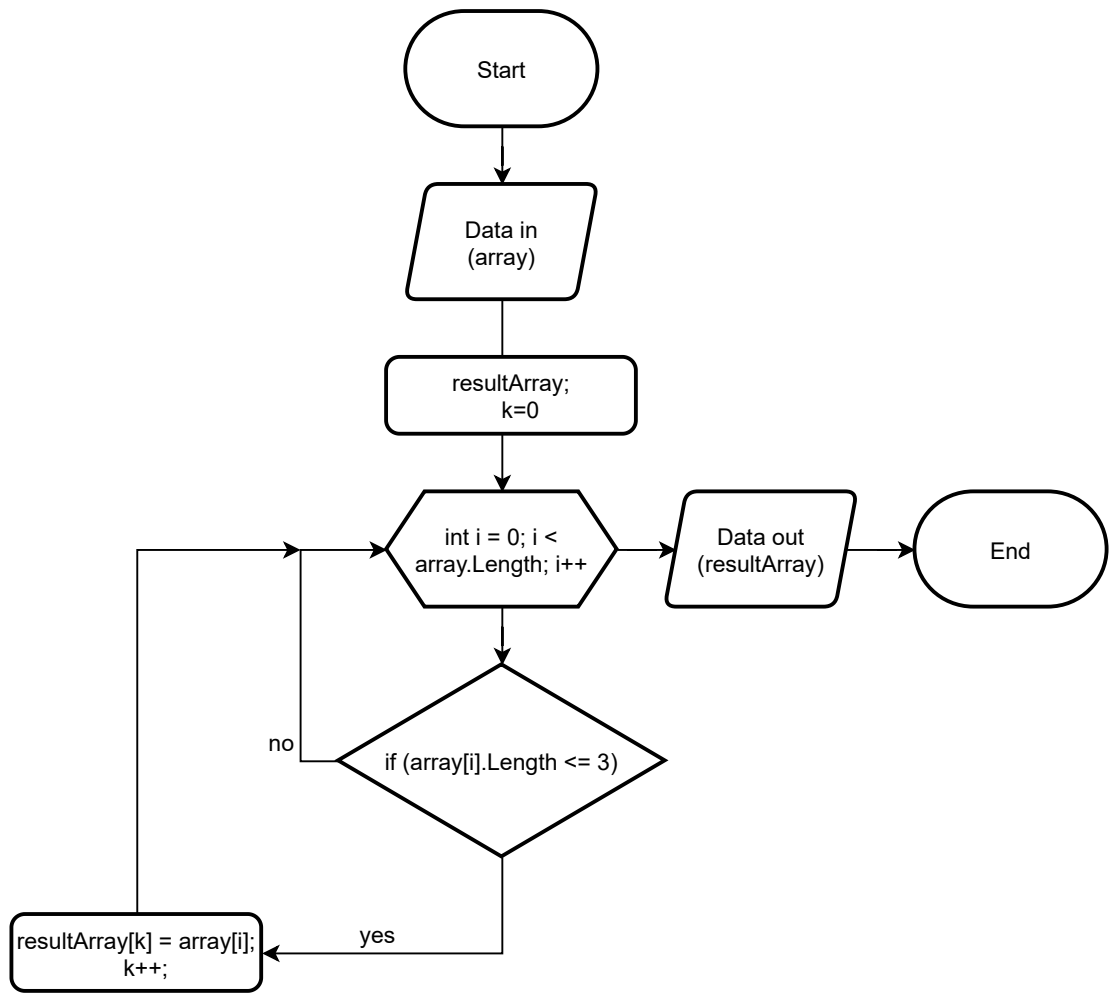 Start
Data in
(array)
resultArray;
k=0
int i = 0; i <
array.Length; i++
Data out
(resultArray)
End
no
if (array[i].Length <= 3)
yes
resultArray[k] = array[i];
k++;